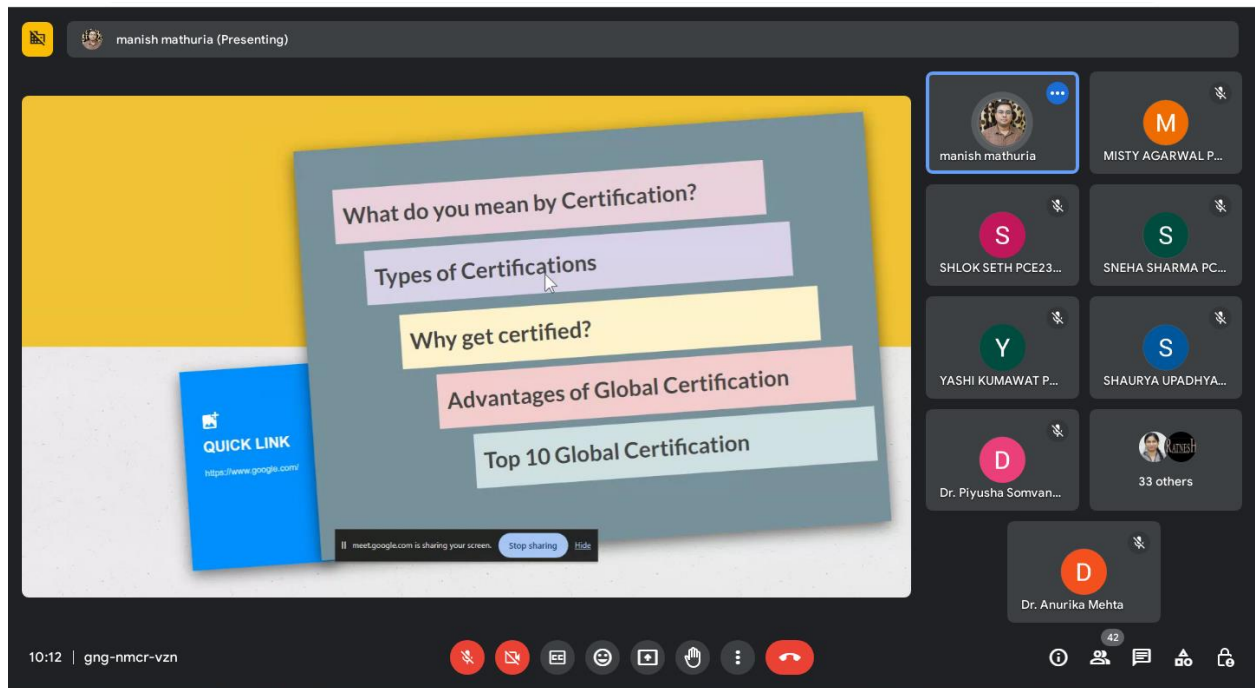 manish mathuria (Presenting)
What do you mean by Certification?
Types of Certifications
Why get certified?
Advantages of Global Certification
Top 10 Global Certification
QUICK LINK
https://www.google.com/
meet.google.com is sharing your screen. Stop sharing Hide
manish mathuria
M
MISTY AGARWAL P...
S
SHLOK SETH PCE23...
S
SNEHA SHARMA PC...
Y
YASHI KUMAWAT P...
S
SHAURYA UPADHYA...
D
Dr. Piyusha Somvan...
RATNESH
33 others
D
Dr. Anurika Mehta
10:12 | gng-nmcr-vzn
CC
42